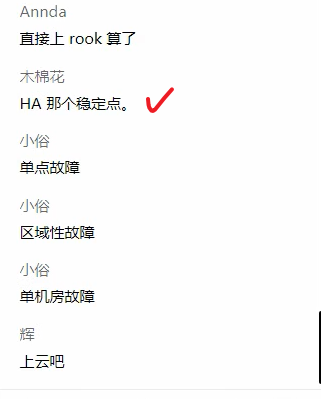 Annda
直接上 rook 算了
木棉花
HA 那个稳定点。
小俗
单点故障
小俗
区域性故障
小俗
单机房故障
辉
上云吧